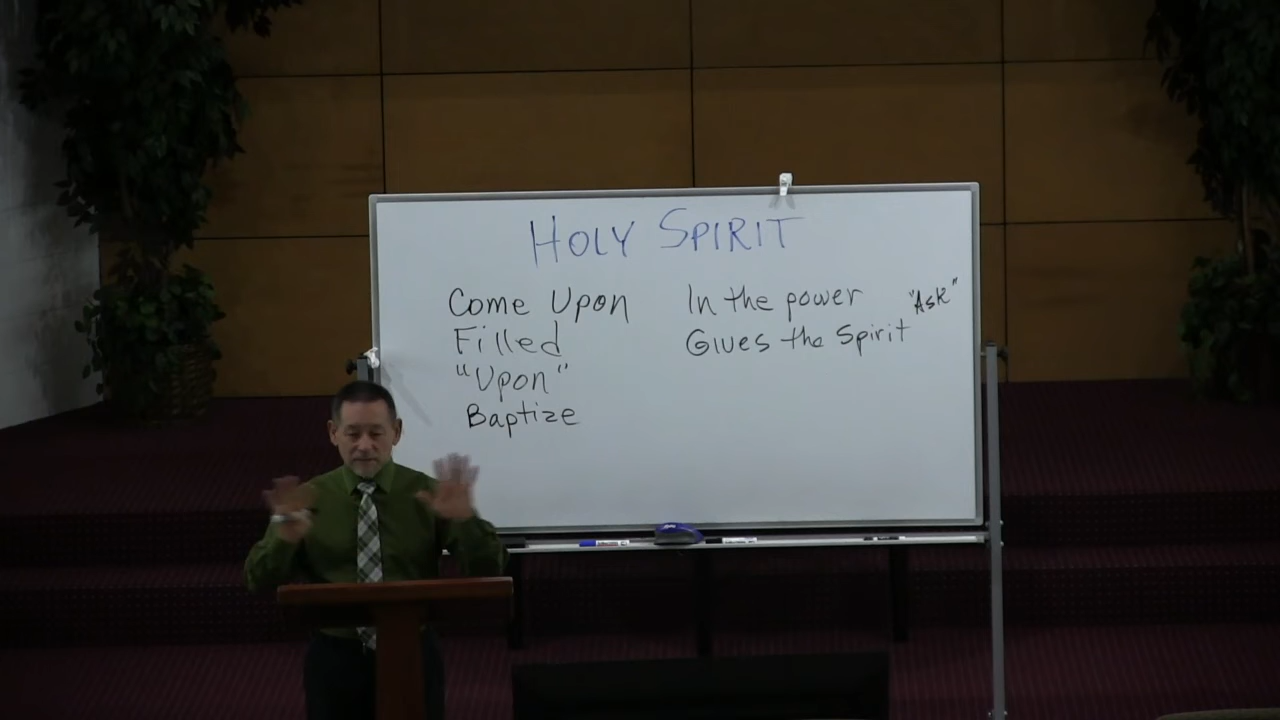 HOLY SPIRIT
Come Upon
Filled
"Upon"
Baptize
In the power "Ask"
Gives the Spirit